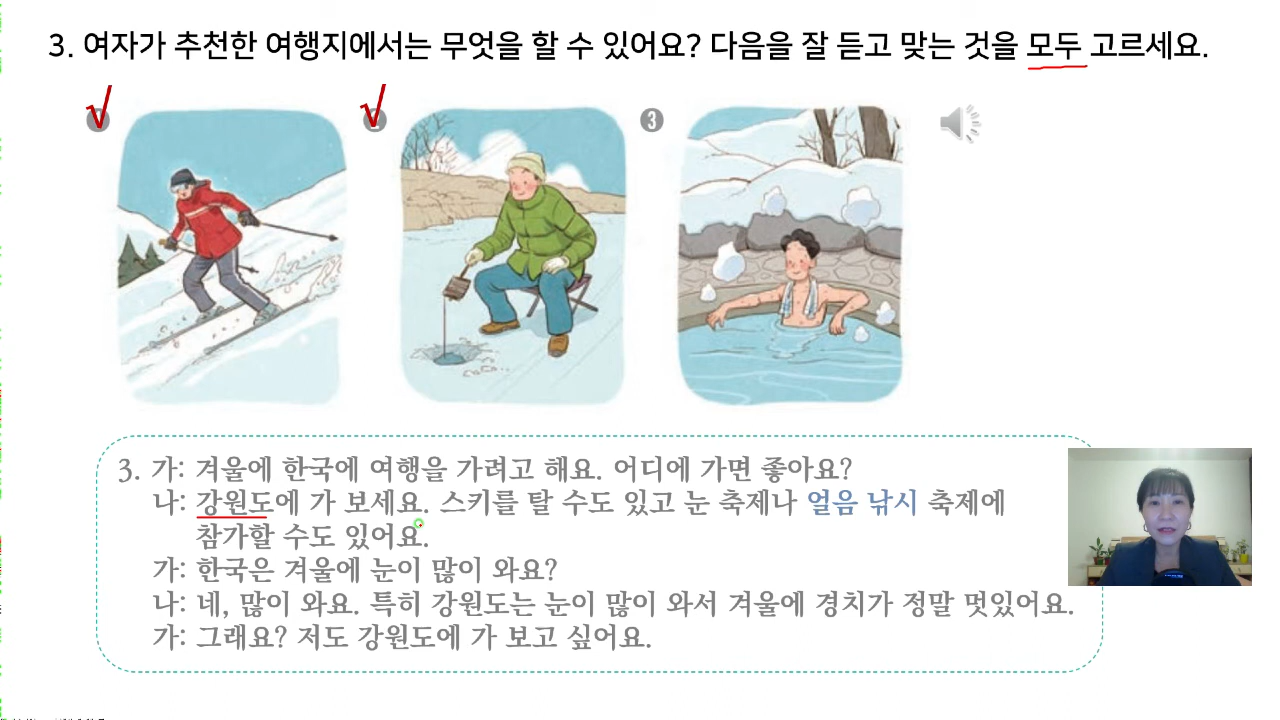 3. 여자가 추천한 여행지에서는 무엇을 할 수 있어요? 다음을 잘 듣고 맞는 것을 모두 고르세요.
3
3. 가: 겨울에 한국에 여행을 가려고 해요. 어디에 가면 좋아요?
나: 강원도에 가 보세요. 스키를 탈 수도 있고 눈 축제나 얼음 낚시 축제에
참가할 수도 있어요.
가: 한국은 겨울에 눈이 많이 와요?
나: 네, 많이 와요. 특히 강원도는 눈이 많이 와서 겨울에 경치가 정말 멋있어요.
가: 그래요? 저도 강원도에 가 보고 싶어요.